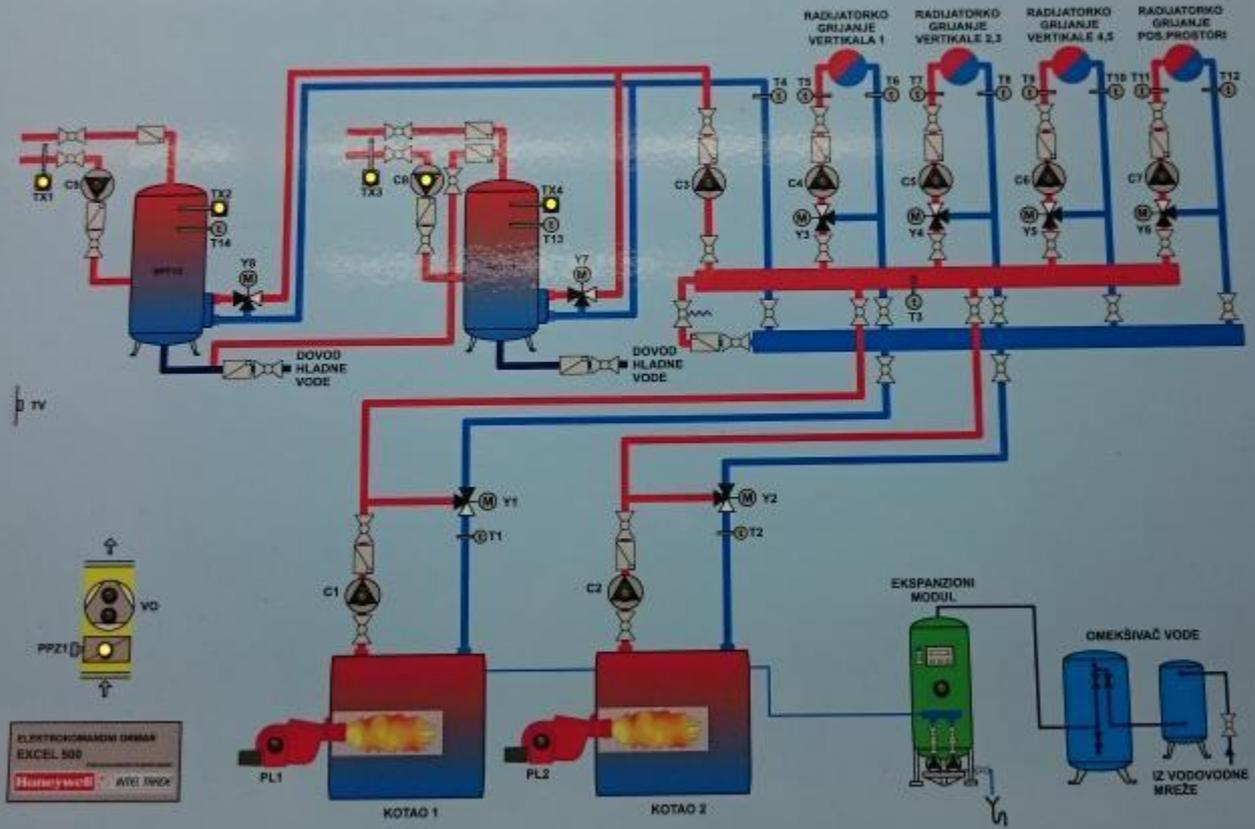 RADIJATORKO
GRIJANJE
VERTIKALA 1
RADIJATORKO
GRIJANJE
VERTIKALE 2,3
RADIJATORKO
GRIJANJE
VERTIKALE 4,5
RADIJATORKO
GRIJANJE
POS.PROSTORI
T4
T5
T6
T7
T8
T9
T10
T11
T12
TX1
C9
TX2
T14
TX3
C8
TX4
T13
C3
C4
C5
C6
C7
M
Y3
M
Y4
M
Y5
M
Y6
Y8
M
Y7
M
T3
DOVOD
HLADNE
VODE
DOVOD
HLADNE
VODE
TV
M
Y1
M
Y2
T1
T2
C1
C2
VO
PPZ1
EKSPANZIONI
MODUL
OMEKŠIVAČ VODE
IZ VODOVODNE
MREŽE
PL1
PL2
KOTAO 1
KOTAO 2
ELEKTROKOMANDNI ORMAR
EXCEL 500
Honeywell
INTEL TRADE